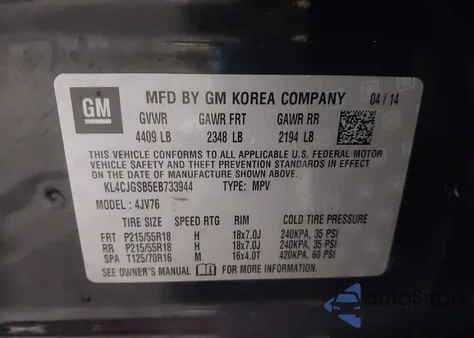 GM
MFD BY GM KOREA COMPANY 04 / 14
GVWR GAWR FRT GAWR RR
4409 LB 2348 LB 2194 LB
THIS VEHICLE CONFORMS TO ALL APPLICABLE U.S. FEDERAL MOTOR
VEHICLE SAFETY, BUMPER, AND THEFT PREVENTION STANDARDS IN EFFECT ON
THE DATE OF MANUFACTURE SHOWN ABOVE.
KL4CJGSB5EB733944 TYPE: MPV
MODEL: 4JV76
TIRE SIZE SPEED RTG RIM COLD TIRE PRESSURE
FRT P215/55R18 H 18x7.0J 240KPA, 35 PSI
RR P215/55R18 H 18x7.0J 240KPA, 35 PSI
SPA T125/70R16 M 16x4.0T 420KPA, 60 PSI
SEE OWNER'S MANUAL FOR MORE INFORMATION.
AutoSnap